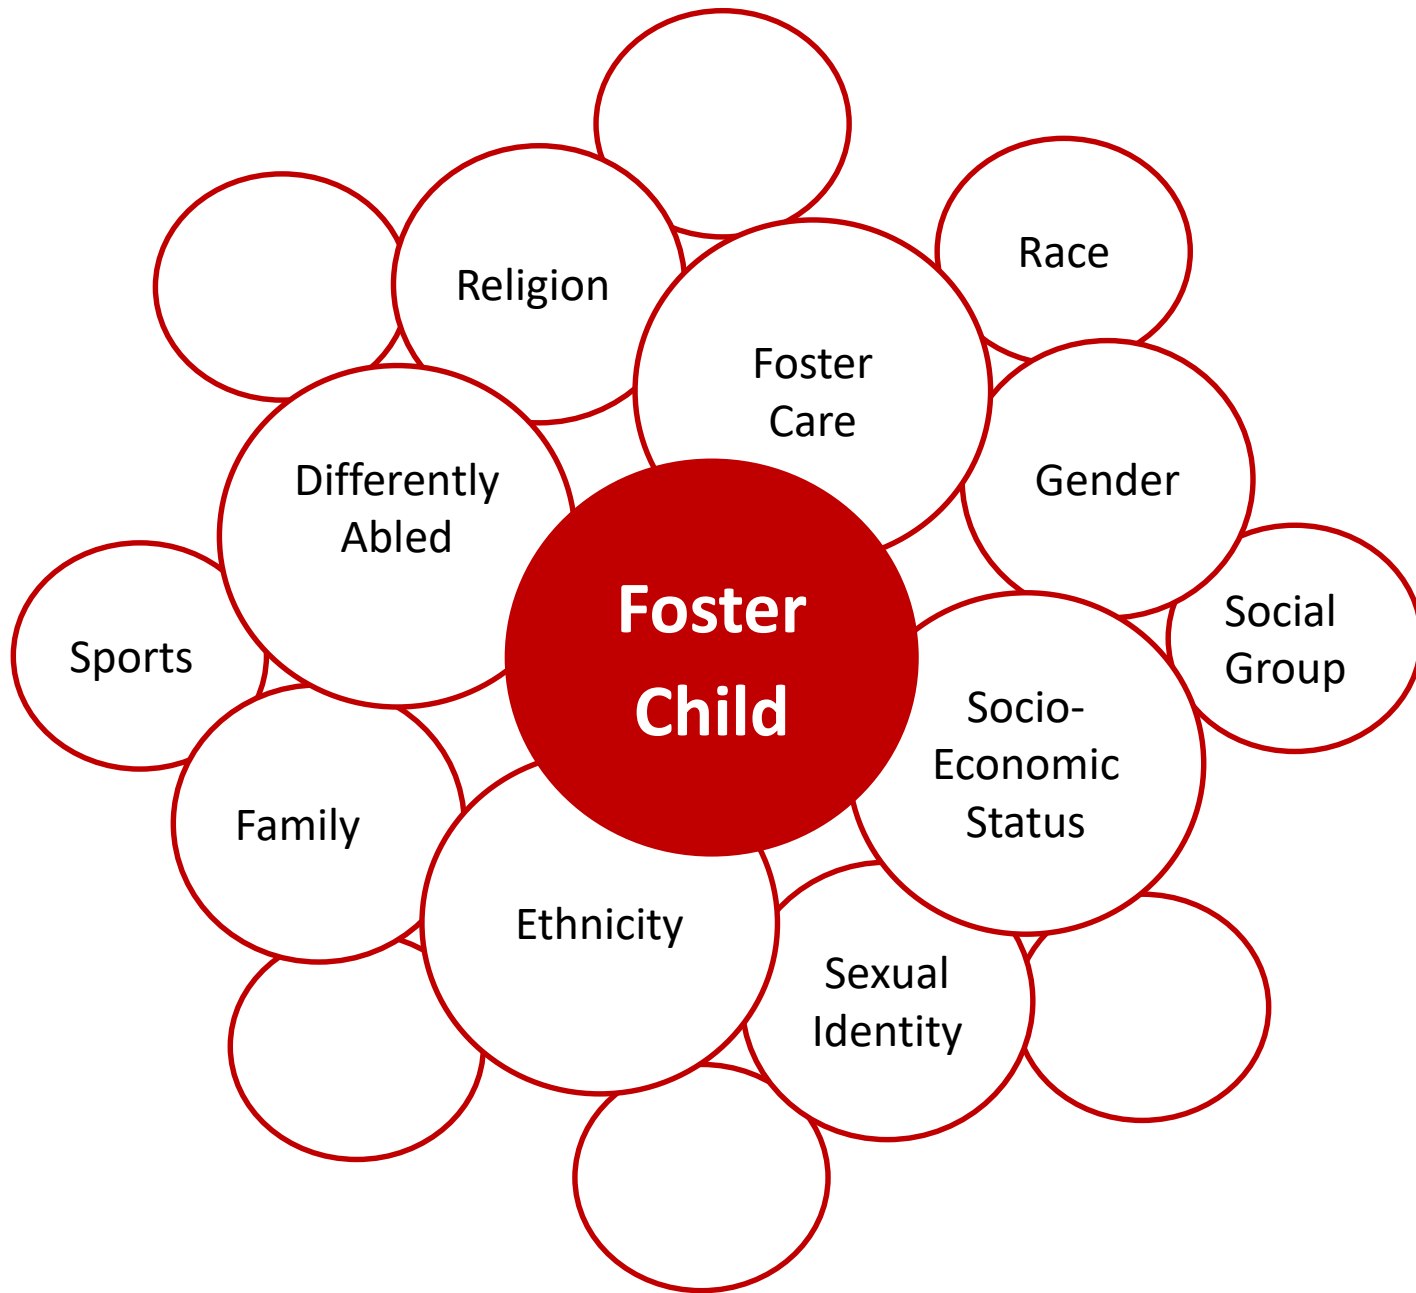 Race
Religion
Foster
Care
Differently
Abled
Gender
Foster
Child
Social
Group
Sports
Socio-
Economic
Status
Family
Ethnicity
Sexual
Identity